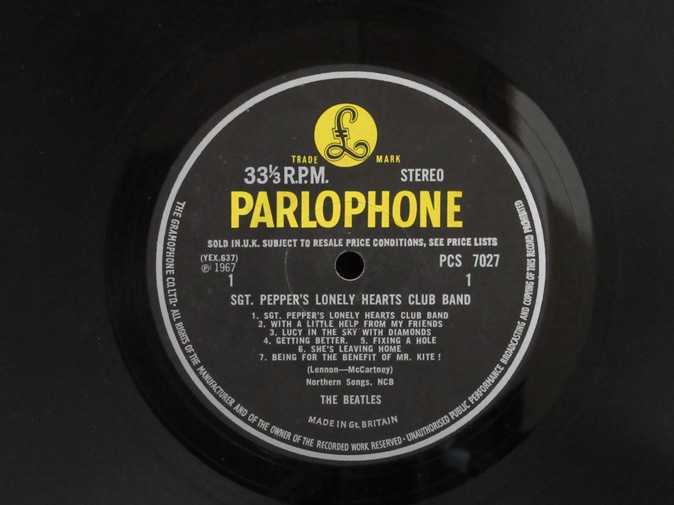 £
TRADE MARK
33⅓ R.P.M. STEREO
PARLOPHONE
SOLD IN U.K. SUBJECT TO RESALE PRICE CONDITIONS, SEE PRICE LISTS
(YEX.637) PCS 7027
℗ 1967
1 1
SGT. PEPPER'S LONELY HEARTS CLUB BAND
1. SGT. PEPPER'S LONELY HEARTS CLUB BAND
2. WITH A LITTLE HELP FROM MY FRIENDS
3. LUCY IN THE SKY WITH DIAMONDS
4. GETTING BETTER. 5. FIXING A HOLE
6. SHE'S LEAVING HOME
7. BEING FOR THE BENEFIT OF MR. KITE !
(Lennon—McCartney)
Northern Songs, NCB
THE BEATLES
MADE IN Gt. BRITAIN
THE GRAMOPHONE CO. LTD. ALL RIGHTS OF THE MANUFACTURER AND OF THE OWNER OF THE RECORDED WORK RESERVED · UNAUTHORISED PUBLIC PERFORMANCE BROADCASTING AND COPYING OF THIS RECORD PROHIBITED